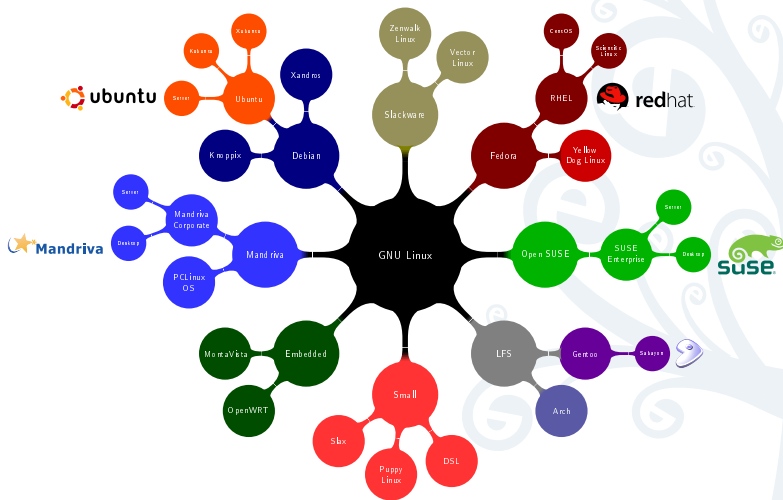 Zenwalk
Linux
Vector
Linux
Slackware
Xubuntu
Kubuntu
Server
Ubuntu
Xandros
Knoppix
Debian
ubuntu
CentOS
Scientific
Linux
RHEL
redhat
Fedora
Yellow
Dog Linux
Server
Mandriva
Corporate
Desktop
Mandriva
PCLinux
OS
Mandriva
GNU Linux
Open SUSE
SUSE
Enterprise
Server
Desktop
SUSE
MontaVista
Embedded
OpenWRT
Small
Slax
Puppy
Linux
DSL
LFS
Gentoo
Sabayon
Arch